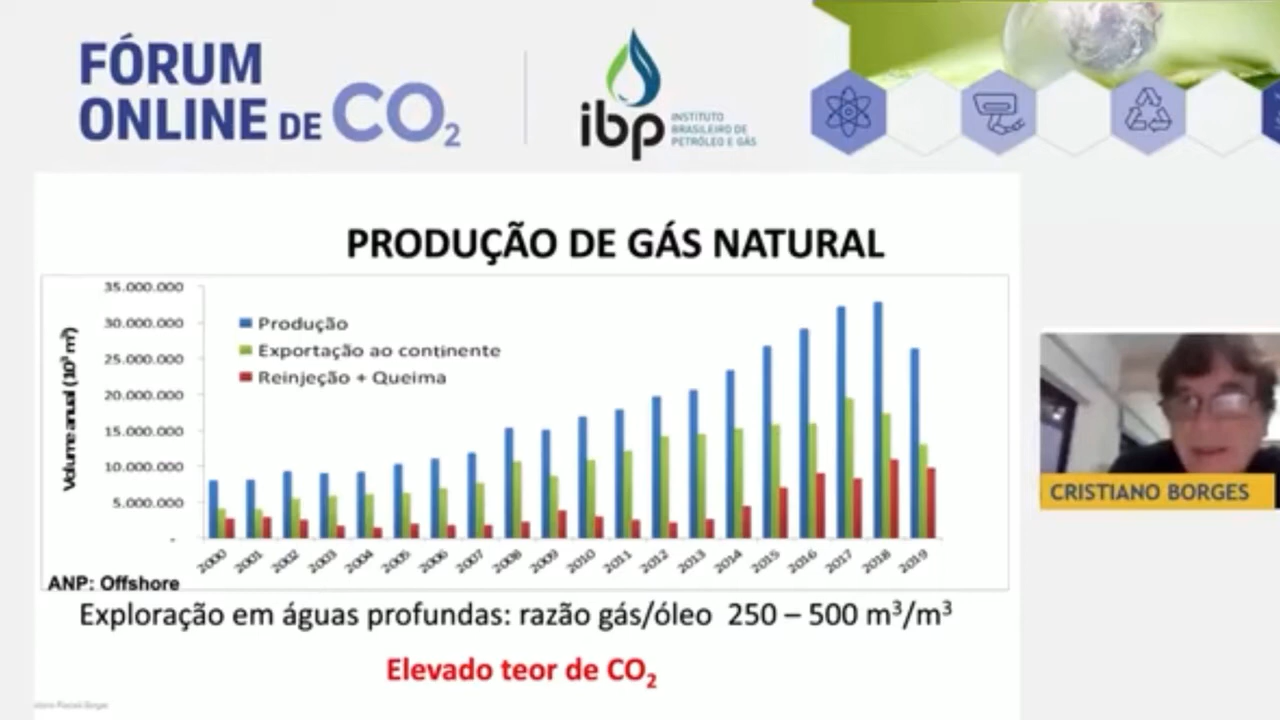 FÓRUM
ONLINE DE CO2
ibp
INSTITUTO
BRASILEIRO DE
PETRÓLEO E GÁS
PRODUÇÃO DE GÁS NATURAL
Volume anual (10³ m³)
35.000.000
30.000.000
25.000.000
20.000.000
15.000.000
10.000.000
5.000.000
-
Produção
Exportação ao continente
Reinjeção + Queima
2000 2001 2002 2003 2004 2005 2006 2007 2008 2009 2010 2011 2012 2013 2014 2015 2016 2017 2018 2019
ANP: Offshore
Exploração em águas profundas: razão gás/óleo 250 – 500 m³/m³
Elevado teor de CO2
CRISTIANO BORGES